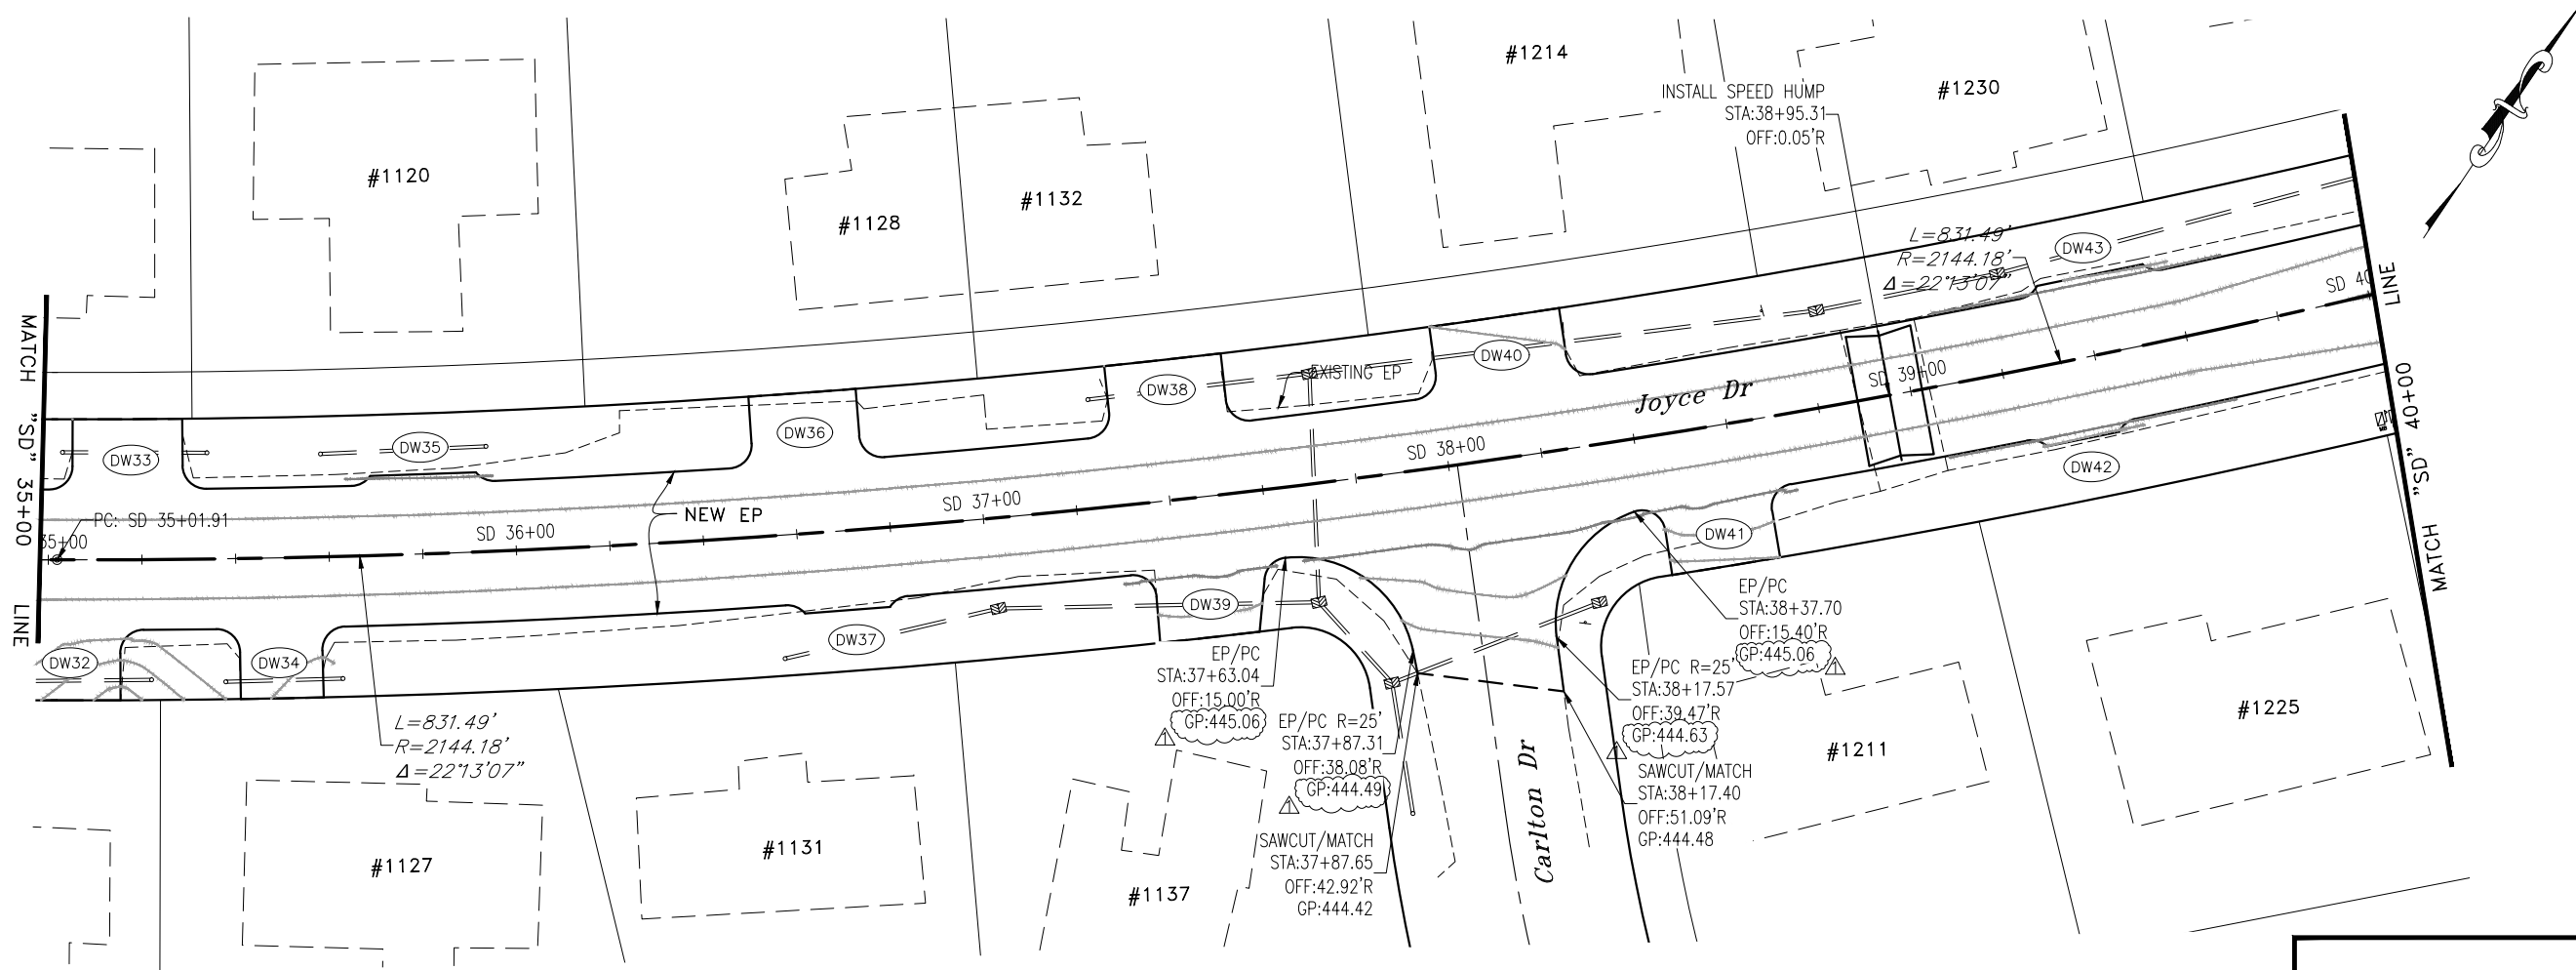 #1214
#1230
INSTALL SPEED HUMP
STA:38+95.31
OFF:0.05'R
#1120
#1128
#1132
L=831.49'
R=2144.18'
Δ=22°13'07"
DW43
MATCH "SD" 35+00 LINE
MATCH "SD" 40+00 LINE
DW33
DW35
DW36
DW38
EXISTING EP
DW40
Joyce Dr
SD 39+00
SD 40
PC: SD 35+01.91
35+00
SD 36+00
NEW EP
SD 37+00
SD 38+00
DW42
DW41
DW32
DW34
DW37
DW39
EP/PC
STA:38+37.70
OFF:15.40'R
GP:445.06
1
EP/PC
STA:37+63.04
OFF:15.00'R
GP:445.06
1
EP/PC R=25'
STA:37+87.31
OFF:38.08'R
GP:444.49
1
EP/PC R=25'
STA:38+17.57
OFF:39.47'R
GP:444.63
1
SAWCUT/MATCH
STA:38+17.40
OFF:51.09'R
GP:444.48
SAWCUT/MATCH
STA:37+87.65
OFF:42.92'R
GP:444.42
L=831.49'
R=2144.18'
Δ=22°13'07"
Carlton Dr
#1127
#1131
#1137
#1211
#1225